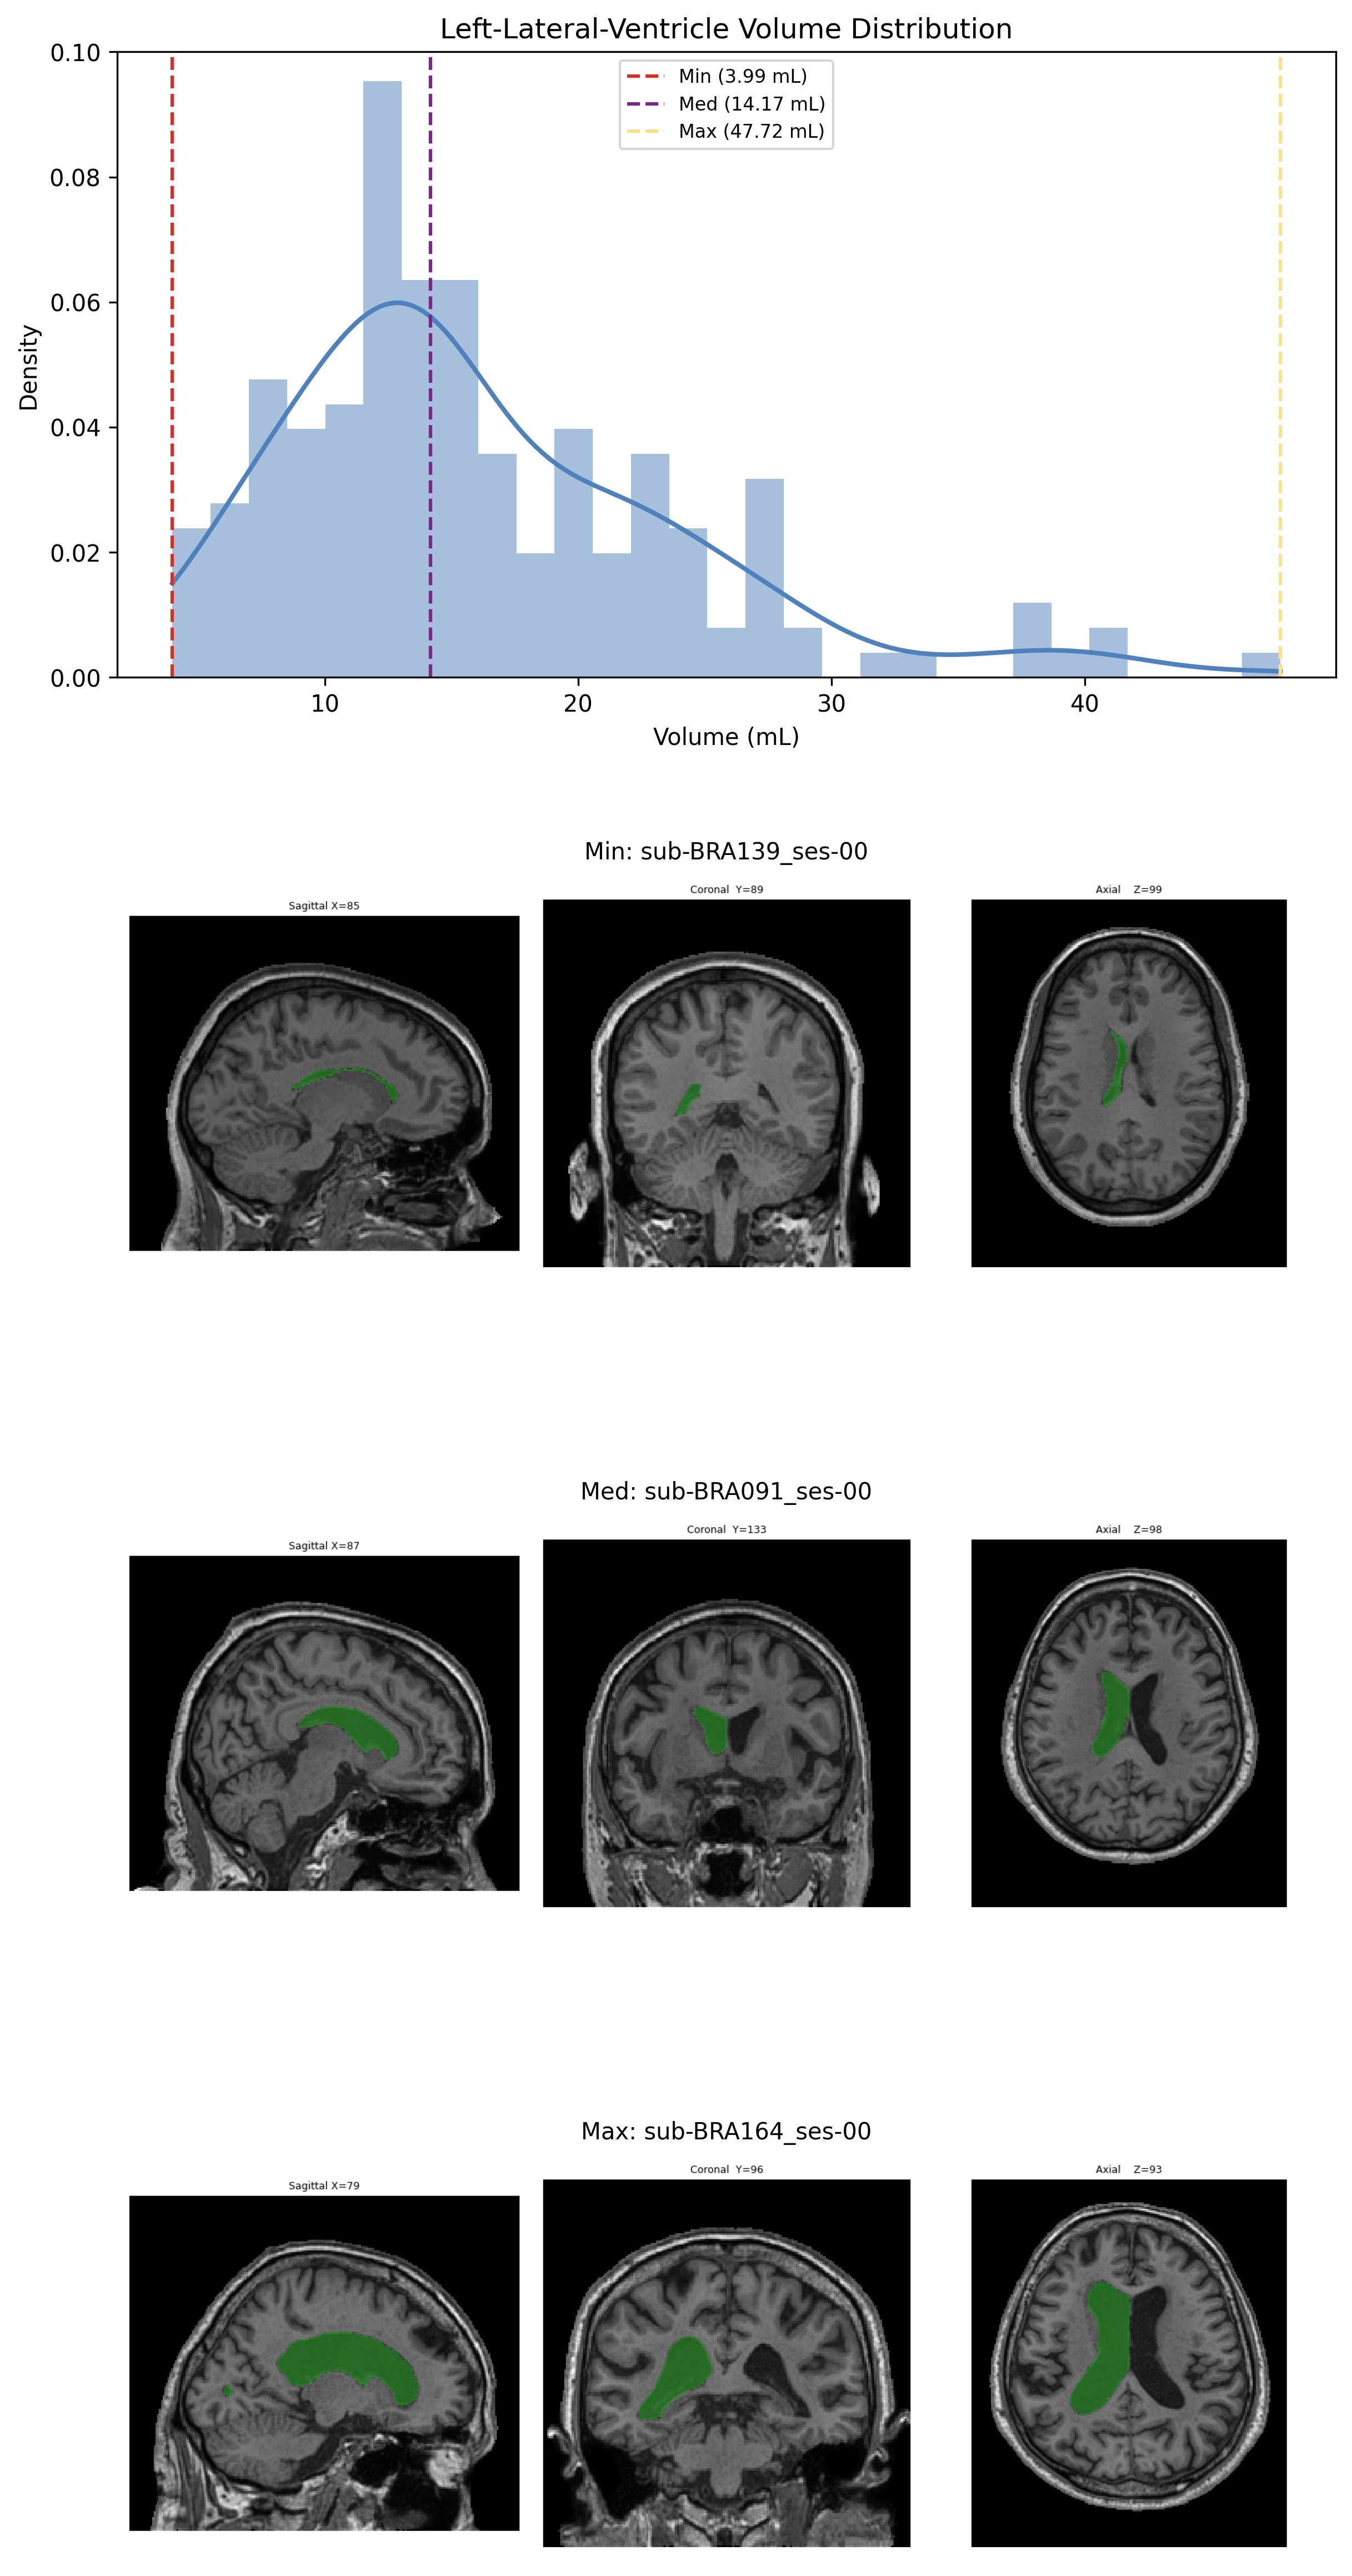 Left-Lateral-Ventricle Volume Distribution
0.10
0.08
0.06
0.04
0.02
0.00
Density
Min (3.99 mL)
Med (14.17 mL)
Max (47.72 mL)
10 20 30 40
Volume (mL)
Min: sub-BRA139_ses-00
Sagittal X=85 Coronal Y=89 Axial Z=99
Med: sub-BRA091_ses-00
Sagittal X=87 Coronal Y=133 Axial Z=98
Max: sub-BRA164_ses-00
Sagittal X=79 Coronal Y=96 Axial Z=93